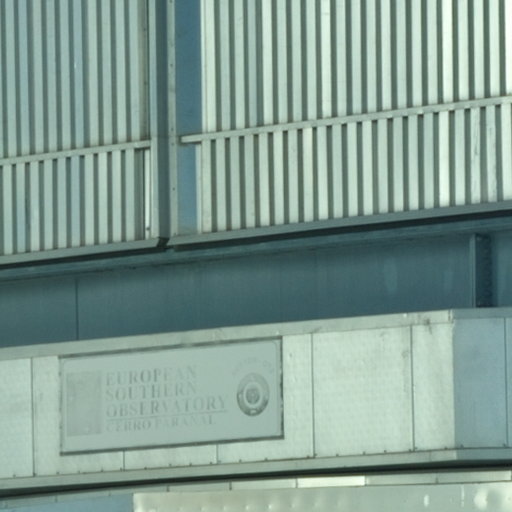 EUROPEAN
SOUTHERN
OBSERVATORY
CERRO PARANAL